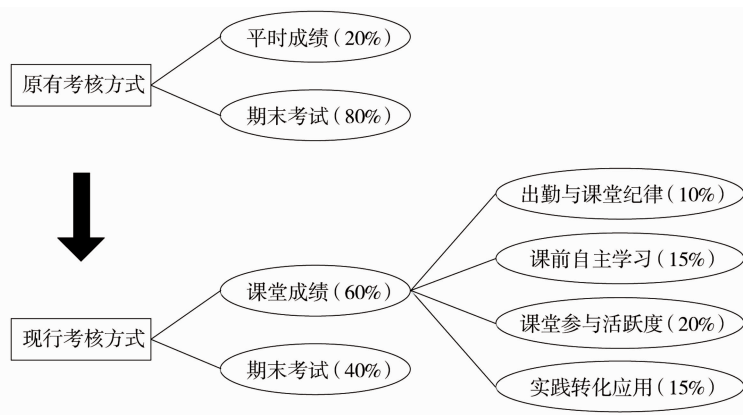 平时成绩(20%)
原有考核方式
期末考试(80%)
出勤与课堂纪律(10%)
课前自主学习(15%)
课堂成绩(60%)
课堂参与活跃度(20%)
现行考核方式
期末考试(40%)
实践转化应用(15%)